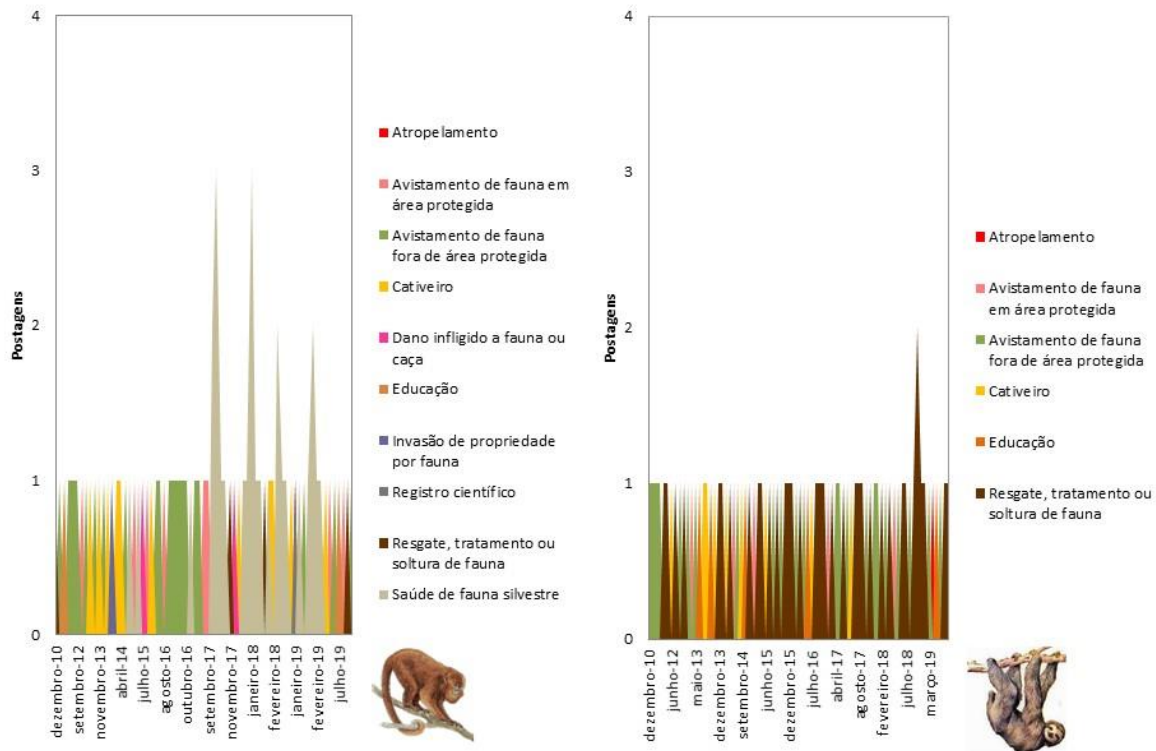 4
3
2
1
0
Postagens
dezembro-10
setembro-12
novembro-13
abril-14
julho-15
agosto-16
outubro-16
setembro-17
novembro-17
janeiro-18
fevereiro-18
janeiro-19
fevereiro-19
julho-19
Atropelamento
Avistamento de fauna em
área protegida
Avistamento de fauna
fora de área protegida
Cativeiro
Dano infligido a fauna ou
caça
Educação
Invasão de propriedade
por fauna
Registro científico
Resgate, tratamento ou
soltura de fauna
Saúde de fauna silvestre
4
3
2
1
0
Postagens
dezembro-10
junho-12
maio-13
dezembro-13
setembro-14
junho-15
dezembro-15
julho-16
abril-17
agosto-17
fevereiro-18
julho-18
março-19
Atropelamento
Avistamento de fauna
em área protegida
Avistamento de fauna
fora de área protegida
Cativeiro
Educação
Resgate, tratamento ou
soltura de fauna